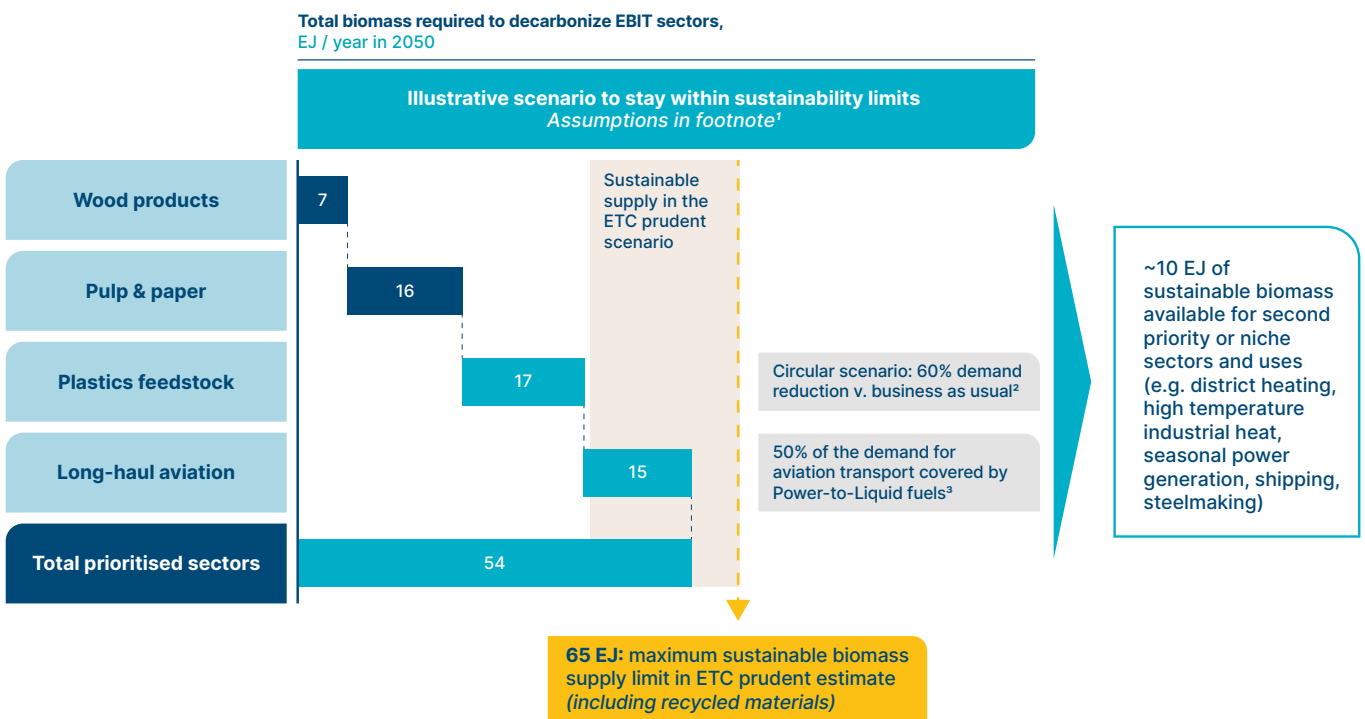 Total biomass required to decarbonize EBIT sectors,
EJ / year in 2050
Illustrative scenario to stay within sustainability limits
Assumptions in footnote¹
Wood products
7
Sustainable
supply in the
ETC prudent
scenario
Pulp & paper
16
Plastics feedstock
17
Circular scenario: 60% demand
reduction v. business as usual²
Long-haul aviation
15
50% of the demand for
aviation transport covered by
Power-to-Liquid fuels³
Total prioritised sectors
54
~10 EJ of
sustainable biomass
available for second
priority or niche
sectors and uses
(e.g. district heating,
high temperature
industrial heat,
seasonal power
generation, shipping,
steelmaking)
65 EJ: maximum sustainable biomass
supply limit in ETC prudent estimate
(including recycled materials)